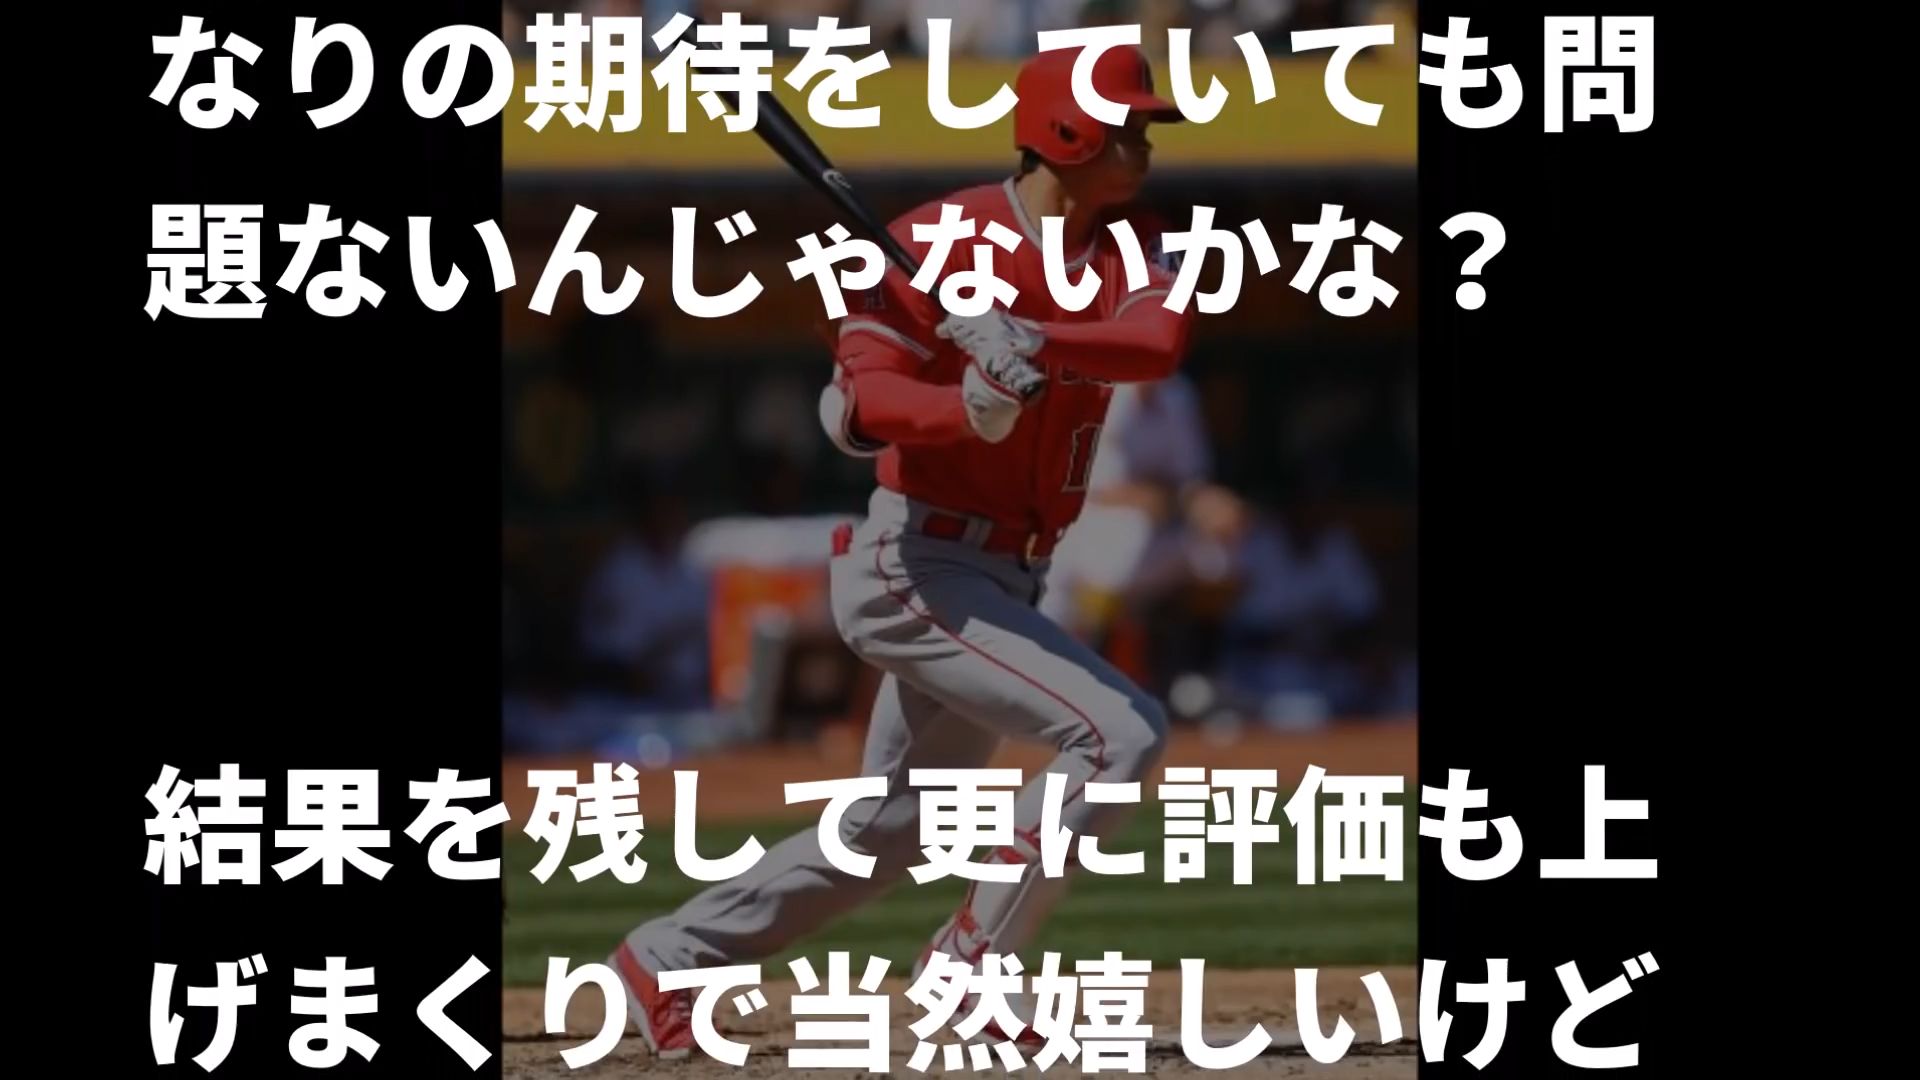 なりの期待をしていても問
題ないんじゃないかな？
結果を残して更に評価も上
げまくりで当然嬉しいけど